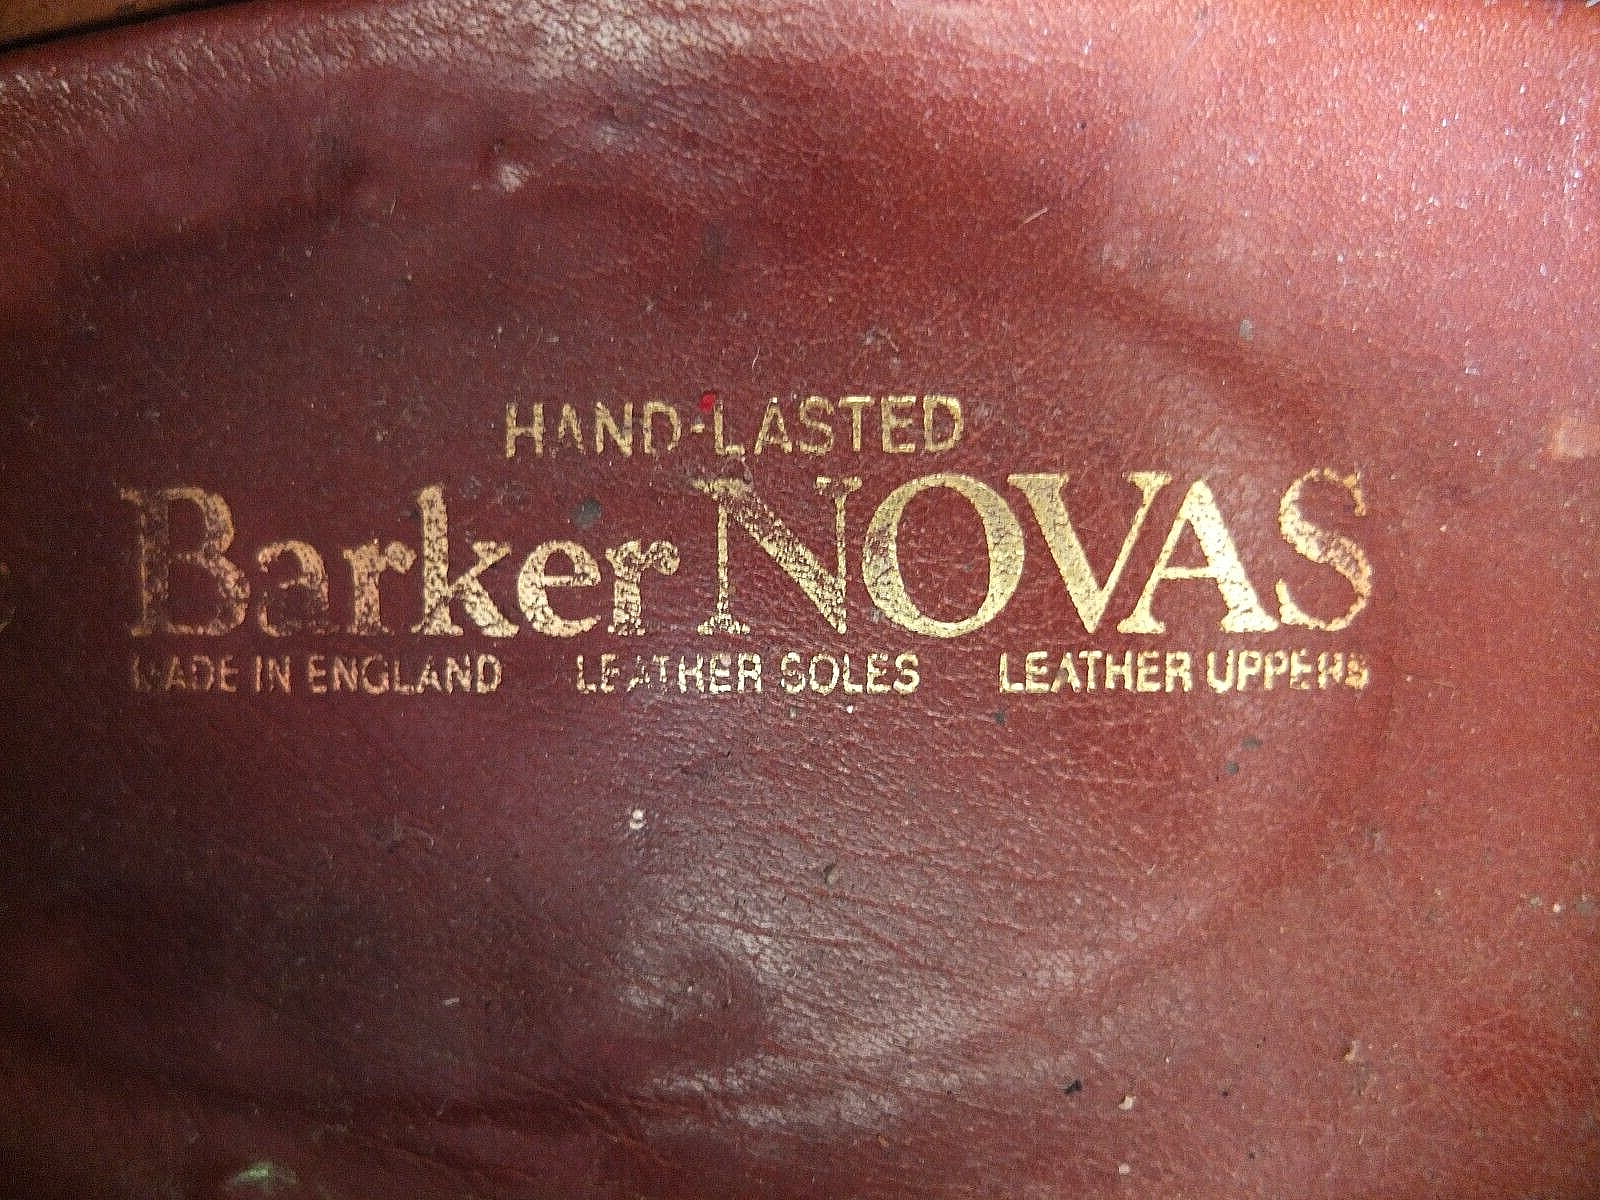 HAND-LASTED
Barker NOVAS
MADE IN ENGLAND LEATHER SOLES LEATHER UPPERS